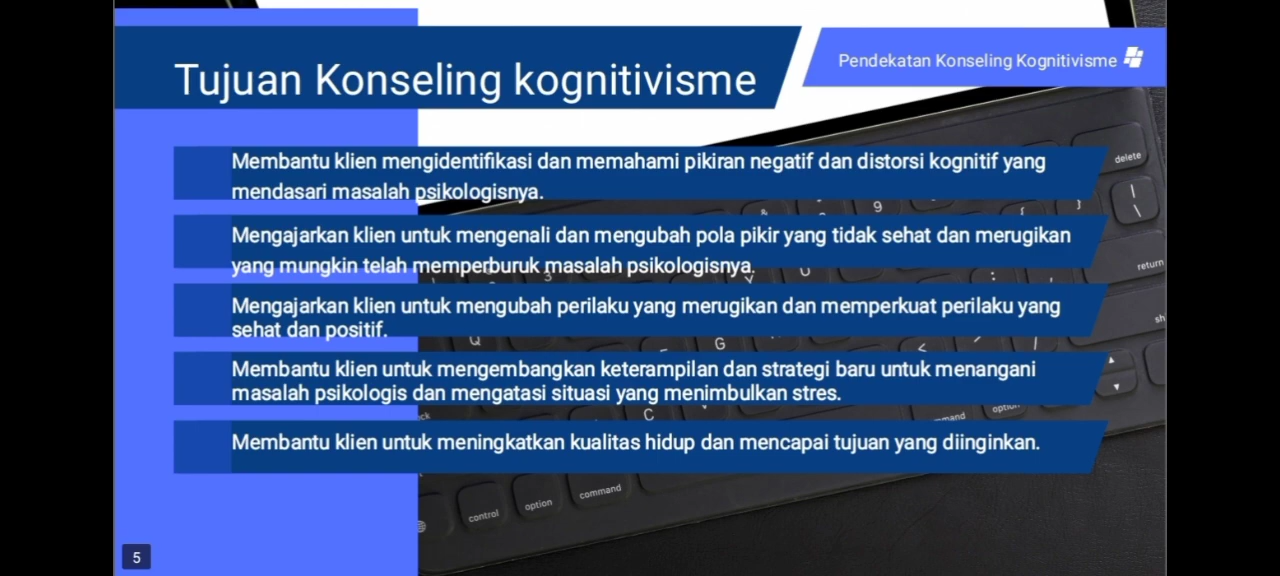 Tujuan Konseling kognitivisme
Pendekatan Konseling Kognitivisme
Membantu klien mengidentifikasi dan memahami pikiran negatif dan distorsi kognitif yang
mendasari masalah psikologisnya.
Mengajarkan klien untuk mengenali dan mengubah pola pikir yang tidak sehat dan merugikan
yang mungkin telah memperburuk masalah psikologisnya.
Mengajarkan klien untuk mengubah perilaku yang merugikan dan memperkuat perilaku yang
sehat dan positif.
Membantu klien untuk mengembangkan keterampilan dan strategi baru untuk menangani
masalah psikologis dan mengatasi situasi yang menimbulkan stres.
Membantu klien untuk meningkatkan kualitas hidup dan mencapai tujuan yang diinginkan.
delete
return
control
option
command
5